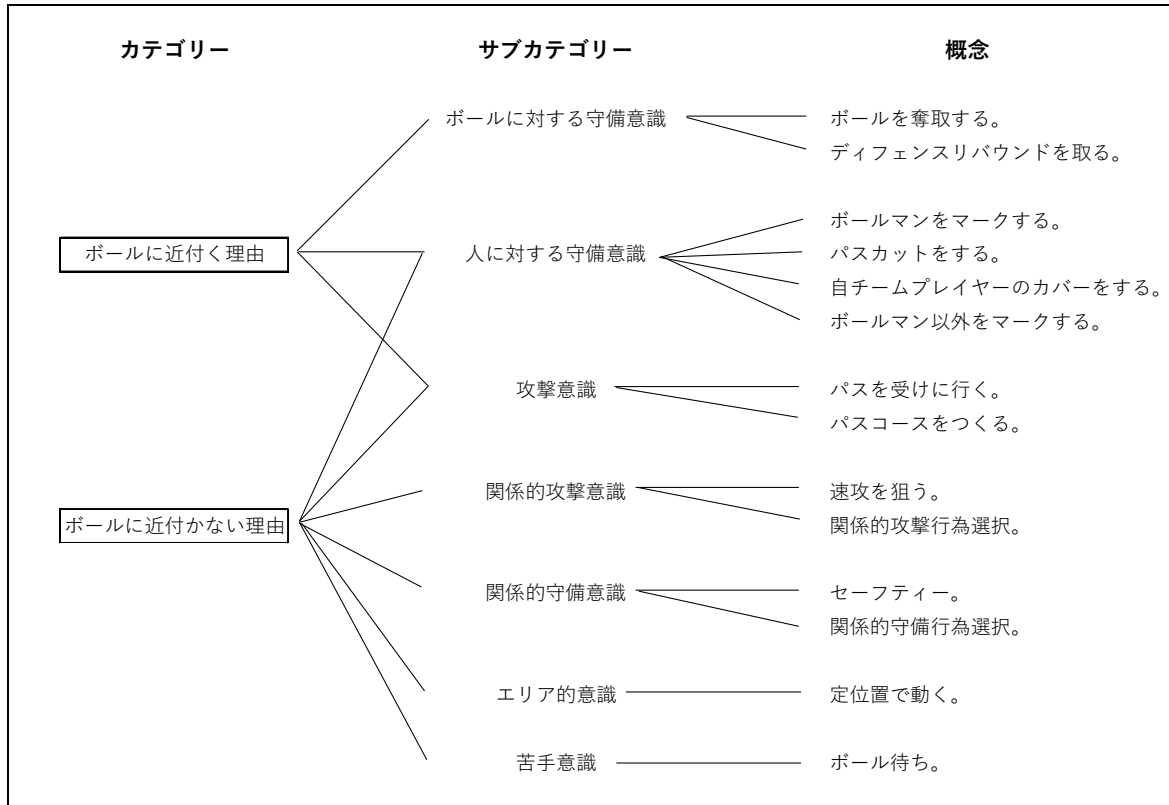 カテゴリー サブカテゴリー 概念
ボールに対する守備意識 ボールを奪取する。
ディフェンスリバウンドを取る。
ボールマンをマークする。
ボールに近付く理由 人に対する守備意識 パスカットをする。
自チームプレイヤーのカバーをする。
ボールマン以外をマークする。
攻撃意識 パスを受けに行く。
パスコースをつくる。
関係的攻撃意識 速攻を狙う。
ボールに近付かない理由 関係的攻撃行為選択。
関係的守備意識 セーフティー。
関係的守備行為選択。
エリア的意識 定位置で動く。
苦手意識 ボール待ち。